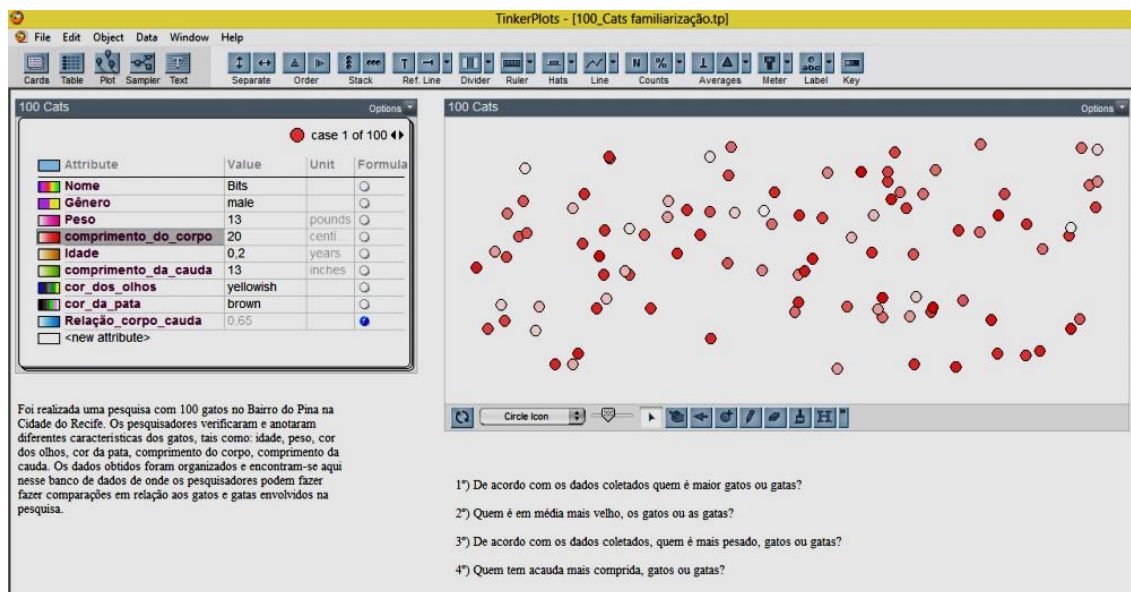 TinkerPlots - [100_Cats familiarização.tp]
File Edit Object Data Window Help
Cards Table Plot Sampler Text Separate Order Stack Ref. Line Divider Ruler Hats Line Counts Averages Meter Label Key
100 Cats Options
case 1 of 100
Attribute Value Unit Formula
Nome Bits
Gênero male
Peso 13 pounds
comprimento_do_corpo 20 centi...
Idade 0,2 years
comprimento_da_cauda 13 inches
cor_dos_olhos yellowish
cor_da_pata brown
Relação_corpo_cauda 0,65
<new attribute>
100 Cats Options
Circle Icon
Foi realizada uma pesquisa com 100 gatos no Bairro do Pina na
Cidade do Recife. Os pesquisadores verificaram e anotaram
diferentes características dos gatos, tais como: idade, peso, cor
dos olhos, cor da pata, comprimento do corpo, comprimento da
cauda. Os dados obtidos foram organizados e encontram-se aqui
nesse banco de dados de onde os pesquisadores podem fazer
fazer comparações em relação aos gatos e gatas envolvidos na
pesquisa.
1º) De acordo com os dados coletados quem é maior gatos ou gatas?
2º) Quem é em média mais velho, os gatos ou as gatas?
3º) De acordo com os dados coletados, quem é mais pesado, gatos ou gatas?
4º) Quem tem acauda mais comprida, gatos ou gatas?